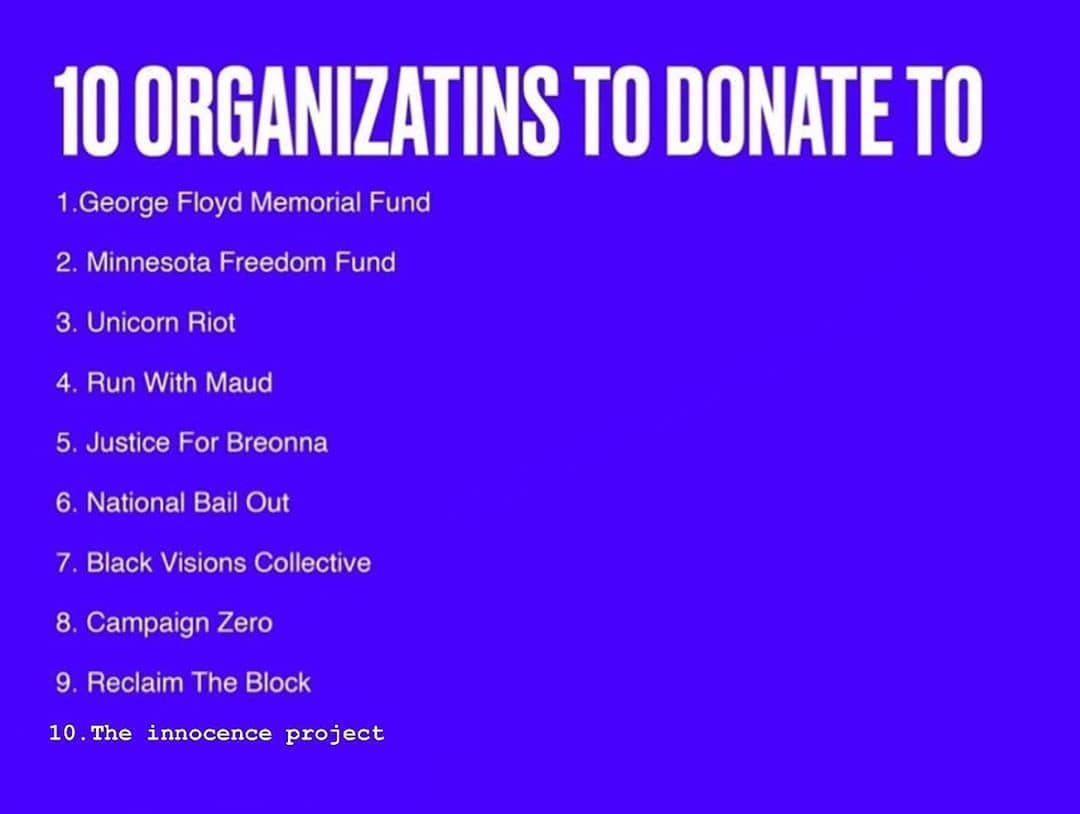 10 ORGANIZATINS TO DONATE TO
1.George Floyd Memorial Fund
2. Minnesota Freedom Fund
3. Unicorn Riot
4. Run With Maud
5. Justice For Breonna
6. National Bail Out
7. Black Visions Collective
8. Campaign Zero
9. Reclaim The Block
10.The innocence project